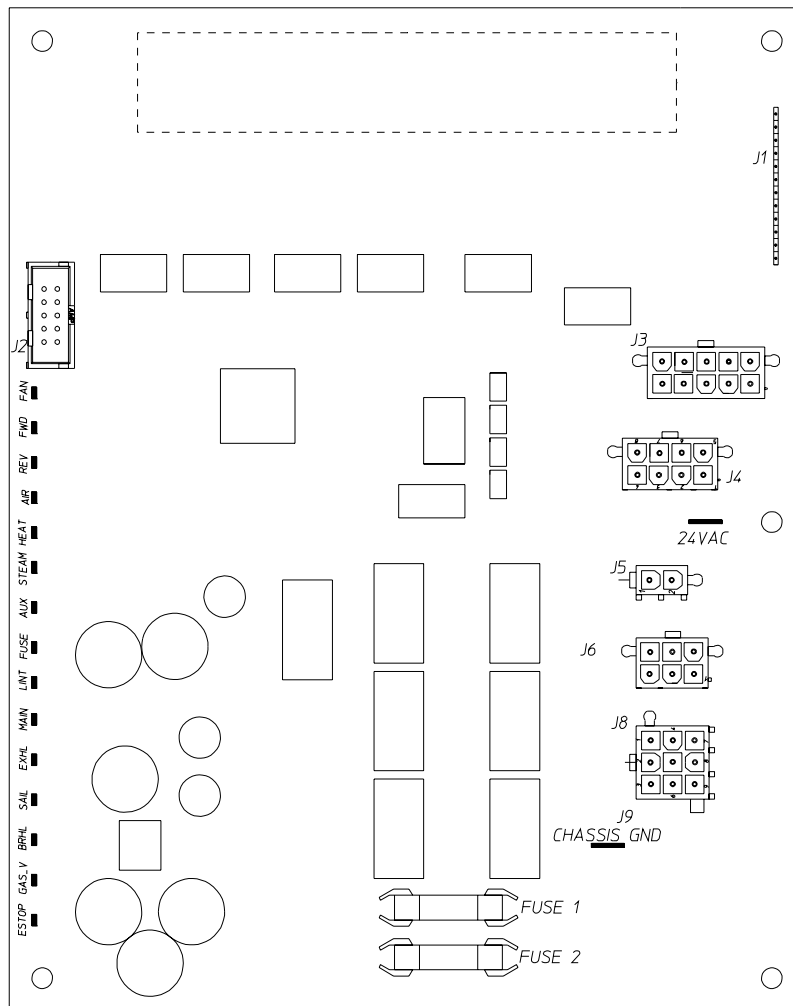 J1
J2
J3
FAN
FWD
REV
AIR
HEAT
STEAM
AUX
FUSE
LINT
MAIN
EXHL
SAIL
BRHL
GAS_V
ESTOP
J4
24VAC
J5
J6
J8
J9
CHASSIS GND
FUSE 1
FUSE 2